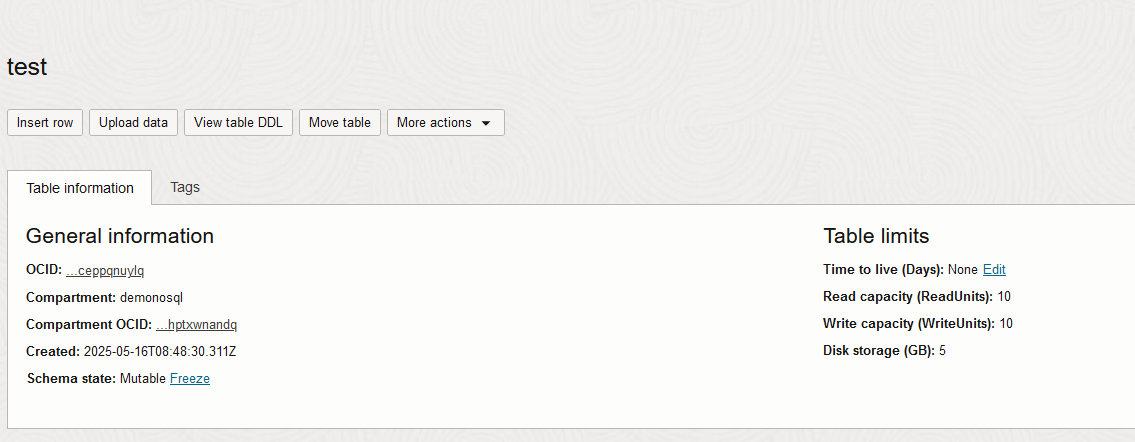 test
Insert row Upload data View table DDL Move table More actions
Table information Tags
General information
OCID: ...ceppqnuylq
Compartment: demonosql
Compartment OCID: ...hptxwnandq
Created: 2025-05-16T08:48:30.311Z
Schema state: Mutable Freeze
Table limits
Time to live (Days): None Edit
Read capacity (ReadUnits): 10
Write capacity (WriteUnits): 10
Disk storage (GB): 5